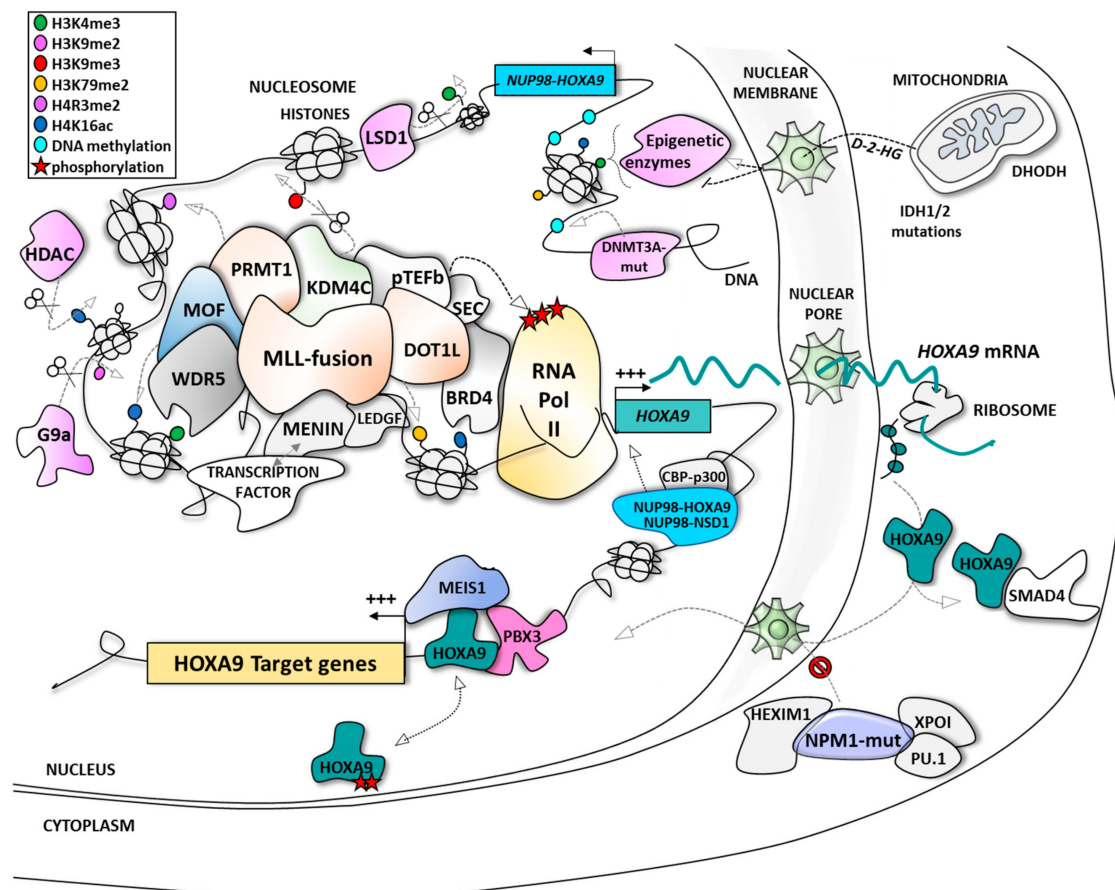 H3K4me3
H3K9me2
H3K9me3
H3K79me2
H4R3me2
H4K16ac
DNA methylation
phosphorylation
NUCLEOSOME
HISTONES
LSD1
NUP98-HOXA9
Epigenetic
enzymes
DNMT3A-
mut
DNA
NUCLEAR
MEMBRANE
MITOCHONDRIA
D-2-HG
DHODH
IDH1/2
mutations
HDAC
G9a
PRMT1
KDM4C
pTEFb
SEC
MOF
WDR5
MLL-fusion
DOT1L
BRD4
MENIN
LEDGF
TRANSCRIPTION
FACTOR
RNA
Pol
II
+++
HOXA9
NUCLEAR
PORE
HOXA9 mRNA
RIBOSOME
CBP-p300
NUP98-HOXA9
NUP98-NSD1
HOXA9
HOXA9
SMAD4
MEIS1
+++
HOXA9
PBX3
HOXA9 Target genes
HOXA9
HEXIM1
NPM1-mut
XPOI
PU.1
NUCLEUS
CYTOPLASM